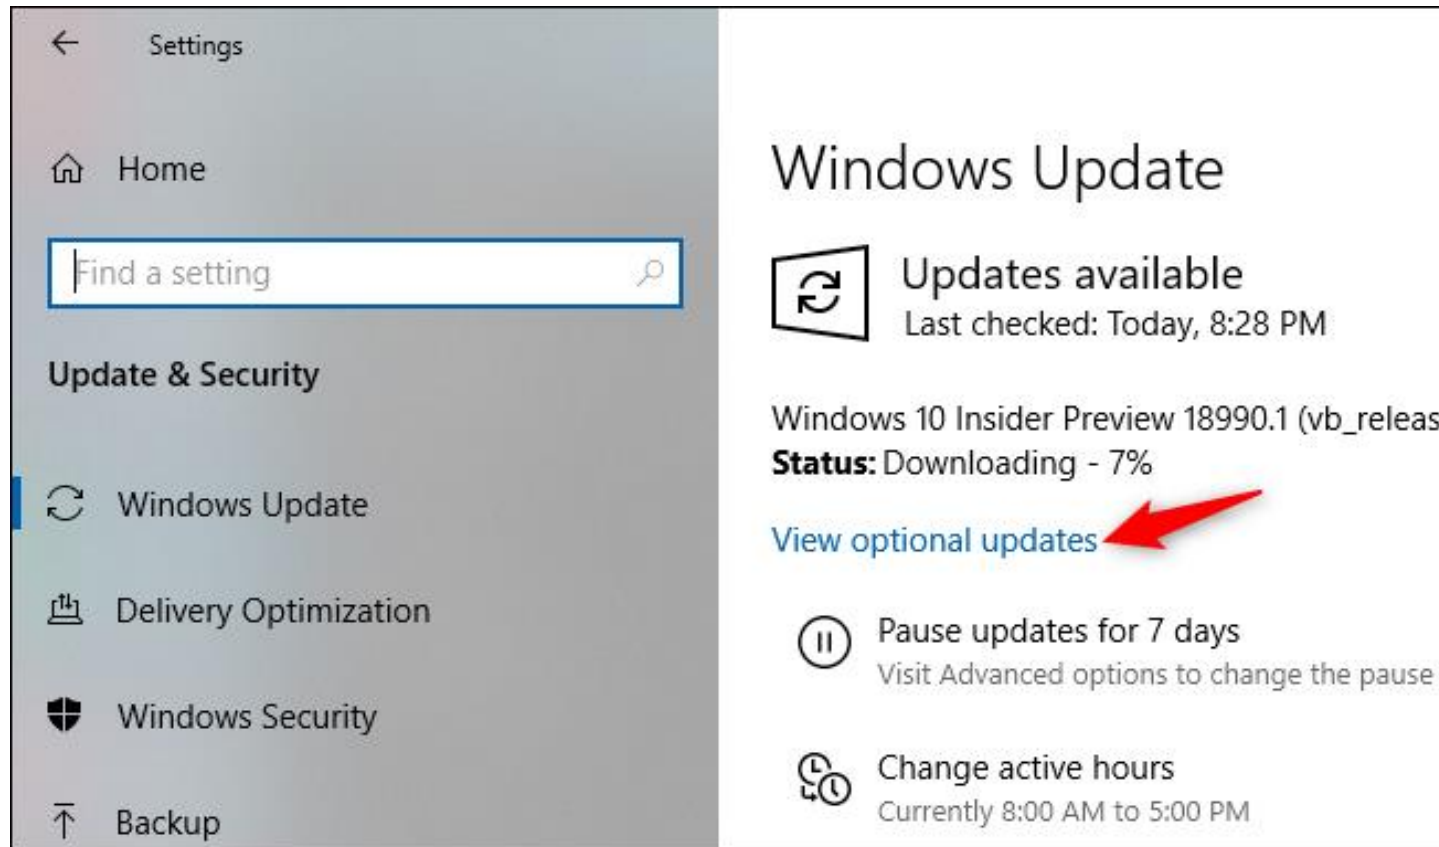 Settings
Home
Find a setting
Update & Security
Windows Update
Delivery Optimization
Windows Security
Backup
Windows Update
Updates available
Last checked: Today, 8:28 PM
Windows 10 Insider Preview 18990.1 (vb_releas
Status: Downloading - 7%
View optional updates
Pause updates for 7 days
Visit Advanced options to change the pause
Change active hours
Currently 8:00 AM to 5:00 PM